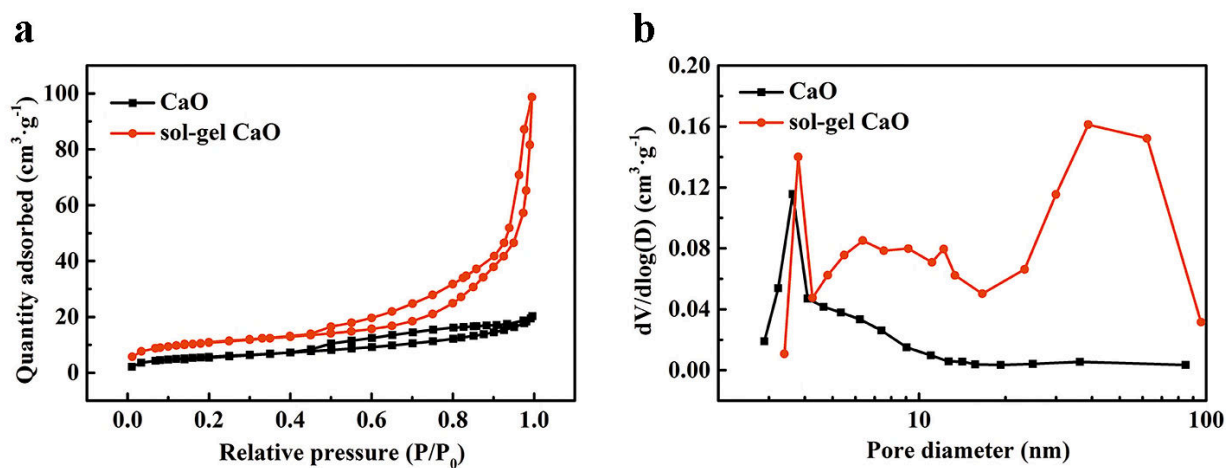 a
Quantity adsorbed (cm³·g⁻¹)
100
80
60
40
20
0
CaO
sol-gel CaO
0.0 0.2 0.4 0.6 0.8 1.0
Relative pressure (P/P₀)
b
dV/dlog(D) (cm³·g⁻¹)
0.20
0.16
0.12
0.08
0.04
0.00
CaO
sol-gel CaO
10 100
Pore diameter (nm)